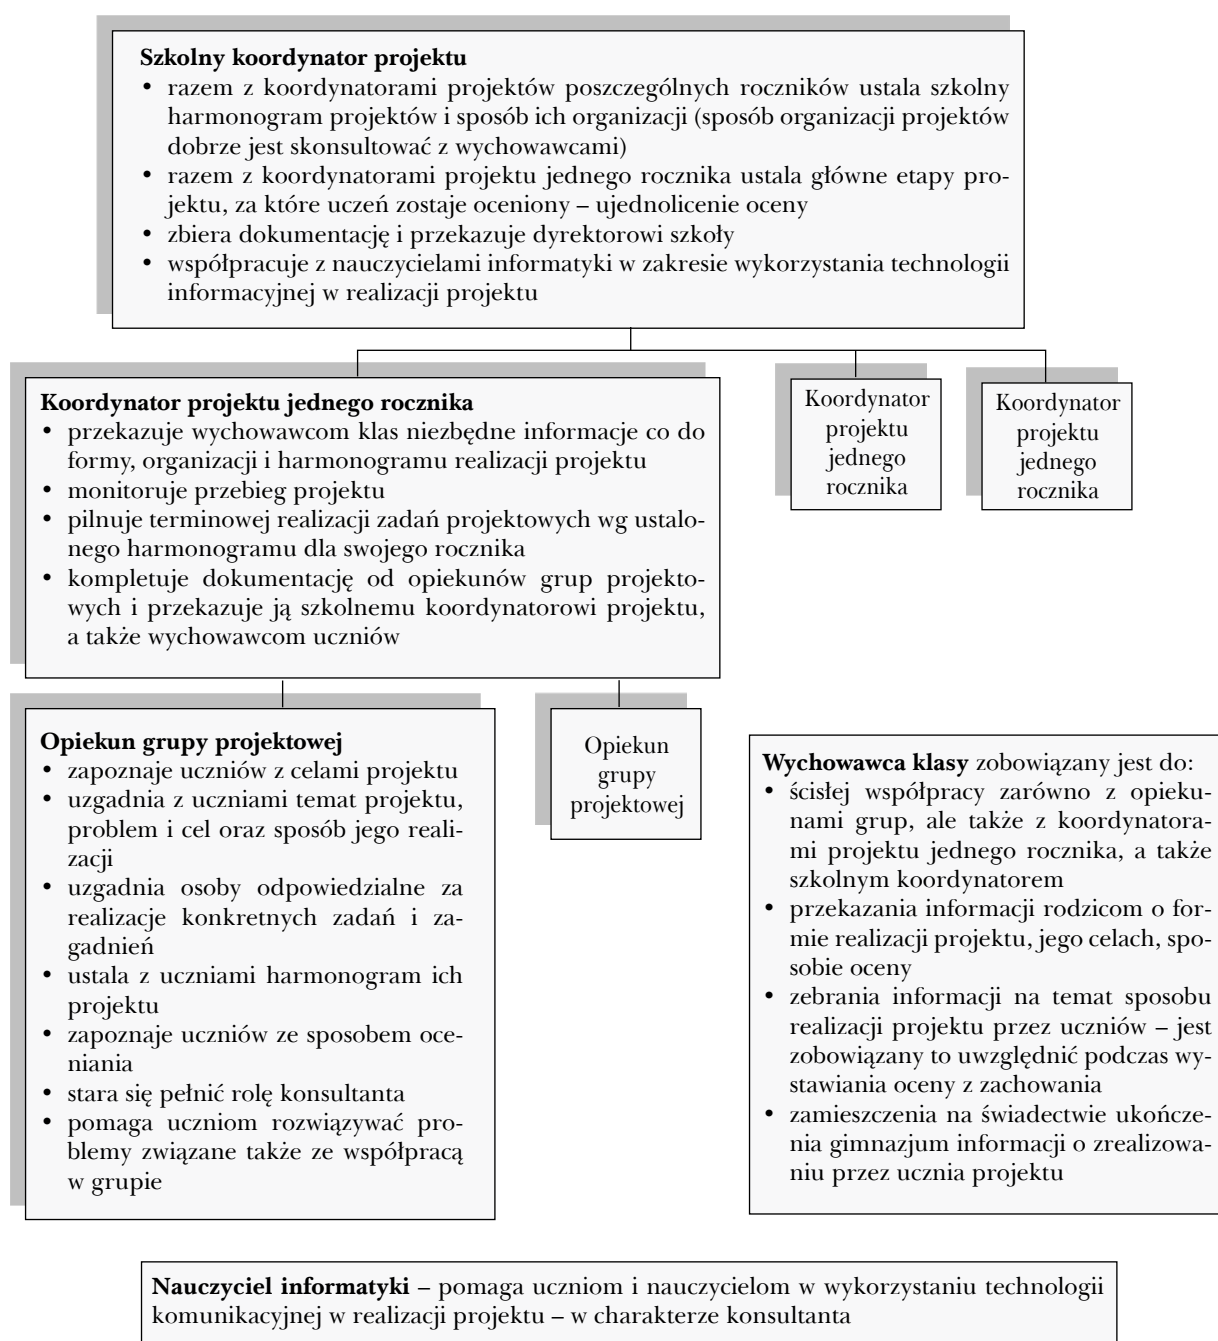 Szkolny koordynator projektu
• razem z koordynatorami projektów poszczególnych roczników ustala szkolny
harmonogram projektów i sposób ich organizacji (sposób organizacji projektów
dobrze jest skonsultować z wychowawcami)
• razem z koordynatorami projektu jednego rocznika ustala główne etapy pro-
jektu, za które uczeń zostaje oceniony – ujednolicenie oceny
• zbiera dokumentację i przekazuje dyrektorowi szkoły
• współpracuje z nauczycielami informatyki w zakresie wykorzystania technologii
informacyjnej w realizacji projektu
Koordynator projektu jednego rocznika
• przekazuje wychowawcom klas niezbędne informacje co do
formy, organizacji i harmonogramu realizacji projektu
• monitoruje przebieg projektu
• pilnuje terminowej realizacji zadań projektowych wg ustalo-
nego harmonogramu dla swojego rocznika
• kompletuje dokumentację od opiekunów grup projekto-
wych i przekazuje ją szkolnemu koordynatorowi projektu,
a także wychowawcom uczniów
Koordynator
projektu
jednego
rocznika
Koordynator
projektu
jednego
rocznika
Opiekun grupy projektowej
• zapoznaje uczniów z celami projektu
• uzgadnia z uczniami temat projektu,
problem i cel oraz sposób jego reali-
zacji
• uzgadnia osoby odpowiedzialne za
realizacje konkretnych zadań i za-
gadnień
• ustala z uczniami harmonogram ich
projektu
• zapoznaje uczniów ze sposobem oce-
niania
• stara się pełnić rolę konsultanta
• pomaga uczniom rozwiązywać pro-
blemy związane także ze współpracą
w grupie
Opiekun
grupy
projektowej
Wychowawca klasy zobowiązany jest do:
• ścisłej współpracy zarówno z opieku-
nami grup, ale także z koordynatora-
mi projektu jednego rocznika, a także
szkolnym koordynatorem
• przekazania informacji rodzicom o for-
mie realizacji projektu, jego celach, spo-
sobie oceny
• zebrania informacji na temat sposobu
realizacji projektu przez uczniów – jest
zobowiązany to uwzględnić podczas wy-
stawiania oceny z zachowania
• zamieszczenia na świadectwie ukończe-
nia gimnazjum informacji o zrealizowa-
niu przez ucznia projektu
Nauczyciel informatyki – pomaga uczniom i nauczycielom w wykorzystaniu technologii
komunikacyjnej w realizacji projektu – w charakterze konsultanta